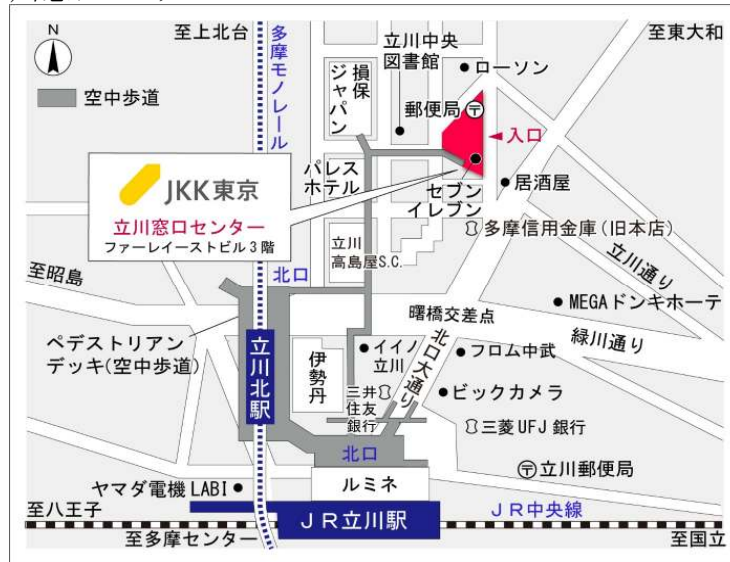 N
至上北台
多摩モノレール
立川中央
図書館
至東大和
ローソン
損保
ジャパン
空中歩道
郵便局
入口
JKK東京
立川窓口センター
ファーレイーストビル3階
パレス
ホテル
セブン
イレブン
居酒屋
多摩信用金庫(旧本店)
立川
高島屋S.C.
立川通り
至昭島
北口
MEGAドンキホーテ
曙橋交差点
緑川通り
ペデストリアン
デッキ(空中歩道)
立川北駅
伊勢丹
イイノ
立川
北口大通り
フロム中武
三井
住友
銀行
ビックカメラ
三菱UFJ銀行
北口
立川郵便局
ヤマダ電機LABI
ルミネ
至八王子
JR立川駅
JR中央線
至多摩センター
至国立